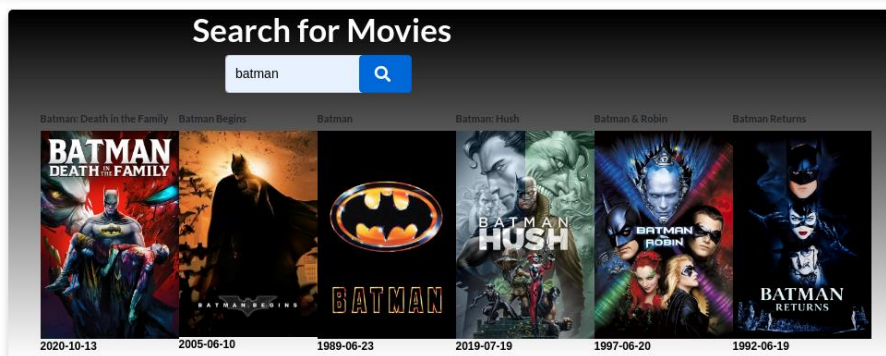 Search for Movies
batman
Batman: Death in the Family
Batman Begins
Batman
Batman: Hush
Batman & Robin
Batman Returns
BATMAN
DEATH IN THE FAMILY
BATMAN BEGINS
BATMAN
BATMAN
HUSH
BATMAN
ROBIN
BATMAN
RETURNS
2020-10-13
2005-06-10
1989-06-23
2019-07-19
1997-06-20
1992-06-19